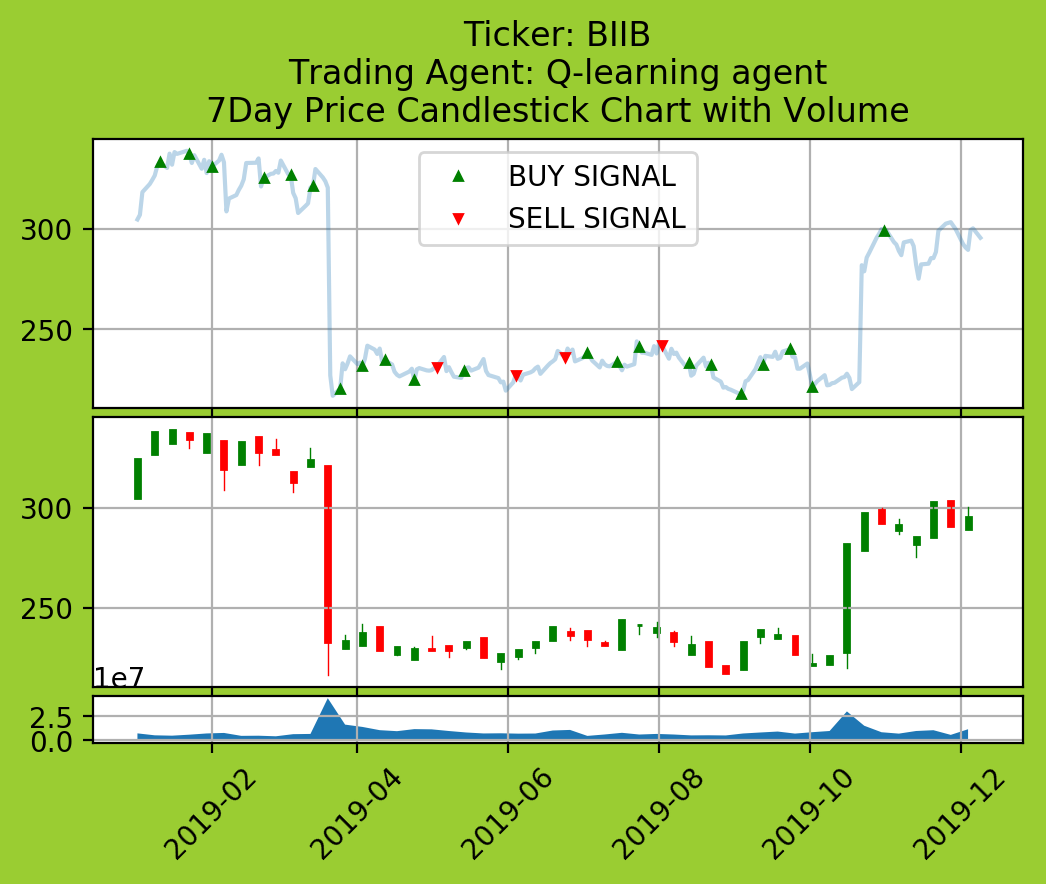 Ticker: BIIB
Trading Agent: Q-learning agent
7Day Price Candlestick Chart with Volume
BUY SIGNAL
SELL SIGNAL
300
250
300
250
1e7
2.5
0.0
2019-02
2019-04
2019-06
2019-08
2019-10
2019-12